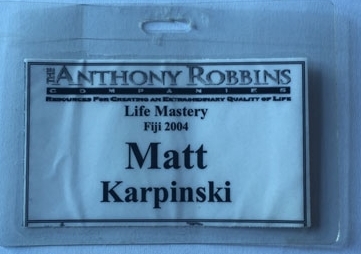 THE ANTHONY ROBBINS
COMPANIES
RESOURCES FOR CREATING AN EXTRAORDINARY QUALITY OF LIFE
Life Mastery
Fiji 2004
Matt
Karpinski